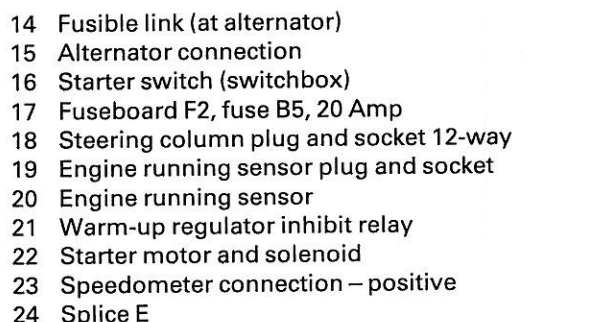 14 Fusible link (at alternator)
15 Alternator connection
16 Starter switch (switchbox)
17 Fuseboard F2, fuse B5, 20 Amp
18 Steering column plug and socket 12-way
19 Engine running sensor plug and socket
20 Engine running sensor
21 Warm-up regulator inhibit relay
22 Starter motor and solenoid
23 Speedometer connection – positive
24 Splice E